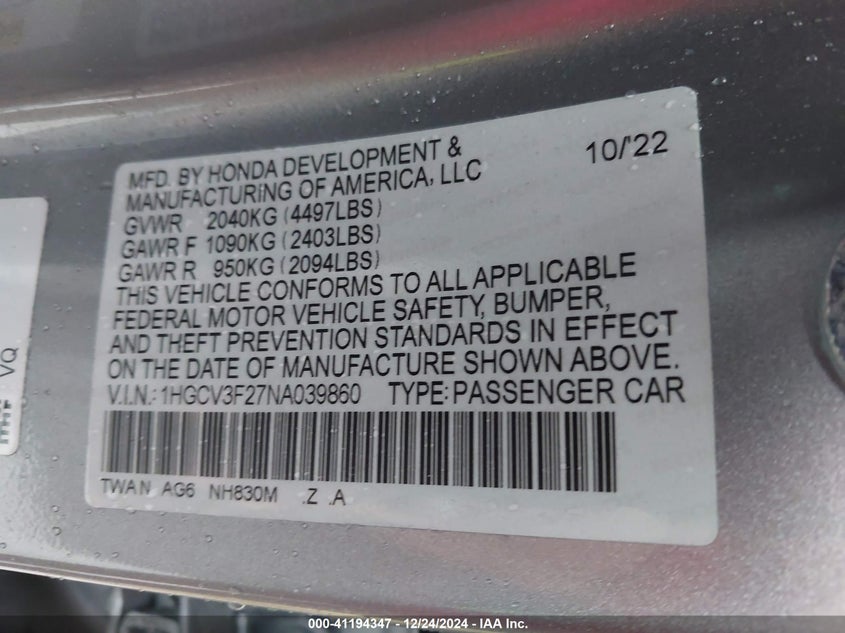 MFD. BY HONDA DEVELOPMENT &
MANUFACTURING OF AMERICA, LLC
10/'22
GVWR 2040KG (4497LBS)
GAWR F 1090KG (2403LBS)
GAWR R 950KG (2094LBS)
THIS VEHICLE CONFORMS TO ALL APPLICABLE
FEDERAL MOTOR VEHICLE SAFETY, BUMPER,
AND THEFT PREVENTION STANDARDS IN EFFECT
ON THE DATE OF MANUFACTURE SHOWN ABOVE.
V.I.N.: 1HGCV3F27NA039860 TYPE: PASSENGER CAR
TWA N AG6 NH830M .Z .A
VQ
000-41194347 - 12/24/2024 - IAA Inc.